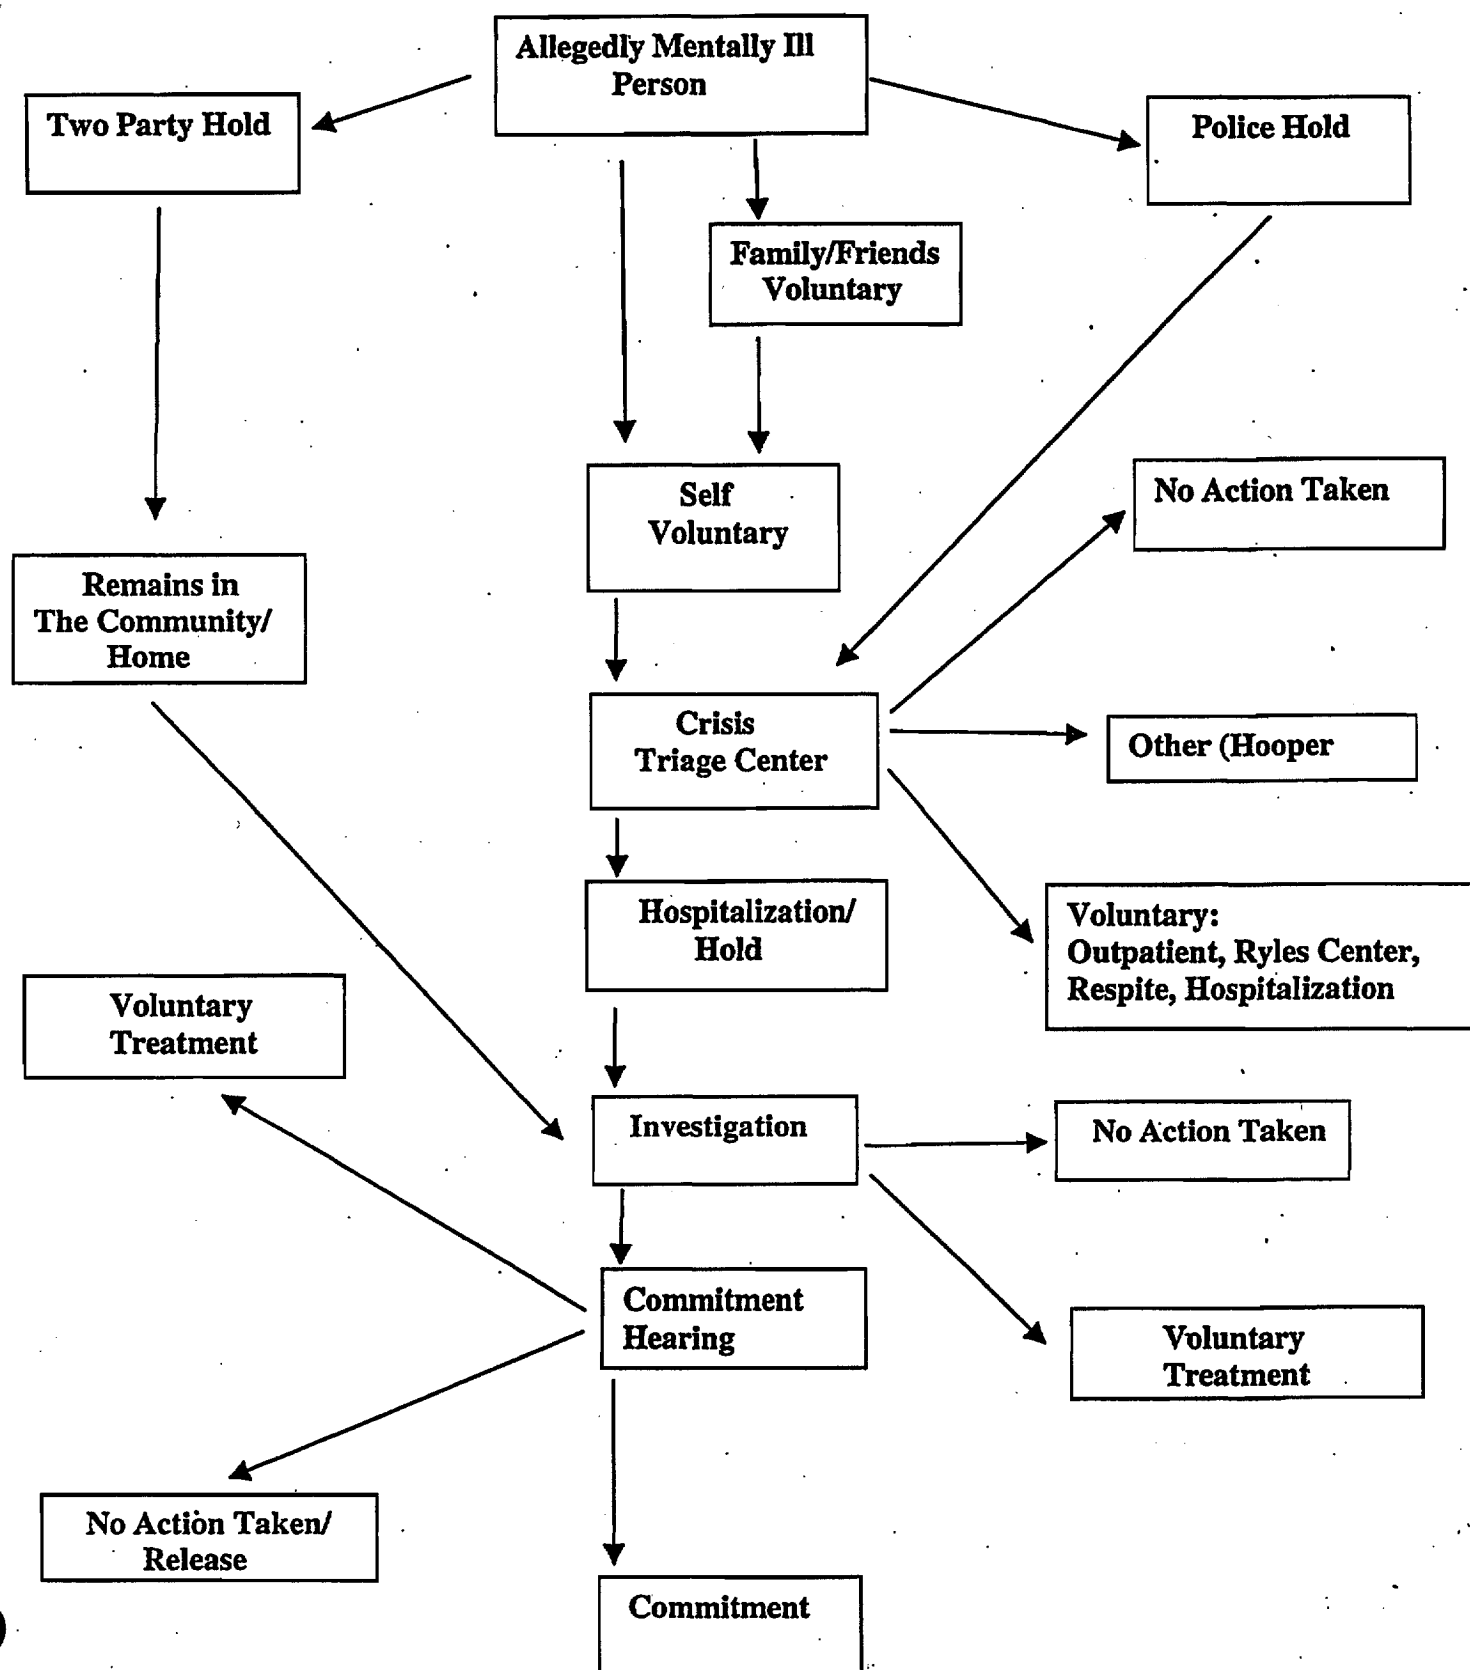 Allegedly Mentally Ill
Person
Two Party Hold
Police Hold
Family/Friends
Voluntary
Self
Voluntary
No Action Taken
Remains in
The Community/
Home
Crisis
Triage Center
Other (Hooper
Hospitalization/
Hold
Voluntary:
Outpatient, Ryles Center,
Respite, Hospitalization
Voluntary
Treatment
Investigation
No Action Taken
Commitment
Hearing
Voluntary
Treatment
No Action Taken/
Release
Commitment